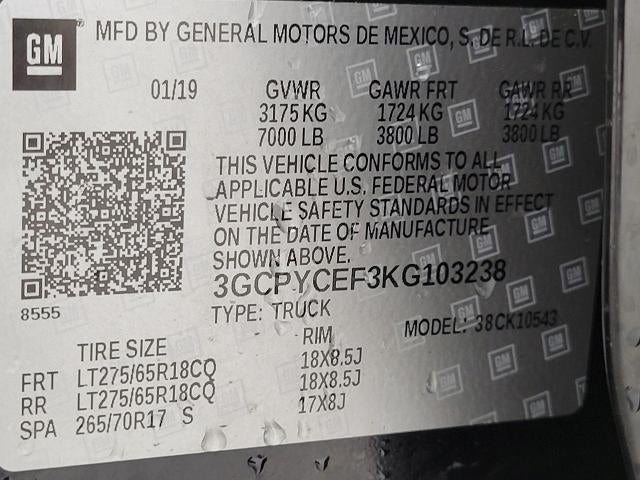 GM
MFD BY GENERAL MOTORS DE MEXICO, S. DE R.L. DE C.V.
01/19 GVWR GAWR FRT GAWR RR
3175 KG 1724 KG 1724 KG
7000 LB 3800 LB 3800 LB
THIS VEHICLE CONFORMS TO ALL
APPLICABLE U.S. FEDERAL MOTOR
VEHICLE SAFETY STANDARDS IN EFFECT
ON THE DATE OF MANUFACTURE
SHOWN ABOVE.
3GCPYCEF3KG103238
8555
TYPE: TRUCK MODEL: 38CK10543
TIRE SIZE RIM
FRT LT275/65R18CQ 18X8.5J
RR LT275/65R18CQ 18X8.5J
SPA 265/70R17 S 17X8J